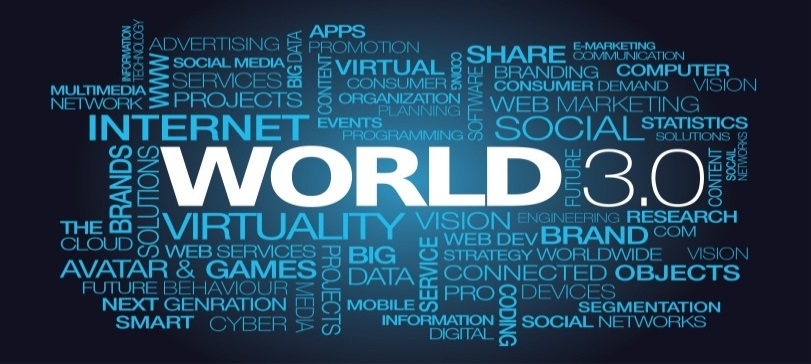 INFORMATION
TECHNOLOGY
WWW
ADVERTISING
SOCIAL MEDIA
SERVICES
PROJECTS
BIG DATA
MULTIMEDIA
NETWORK
APPS
PROMOTION
CONTENT
VIRTUAL
CONSUMER
ORGANIZATION
PLANNING
EVENTS
PROGRAMMING
CODING
SOFTWARE
SHARE
E-MARKETING
COMMUNICATION
BRANDING
COMPUTER
CONSUMER DEMAND
VISION
WEB MARKETING
SOCIAL
STATISTICS
SOLUTIONS
INTERNET
BRANDS
SOLUTIONS
WORLD 3.0
FUTURE
CONTENT
SOCAIL
NETWORKS
THE
CLOUD
VIRTUALITY
VISION
ENGINEERING
RESEARCH
WEB SERVICES
BIG
DATA
SERVICE
WEB DEV
BRAND
COM
STRATEGY
WORLDWIDE
VISION
AVATAR & GAMES
CONNECTED OBJECTS
FUTURE BEHAVIOUR
MEDIA
PROJECTS
PRO
CODING
DEVICES
NEXT GENRATION
MOBILE
SEGMENTATION
SMART
CYBER
INFORMATION
DIGITAL
SOCIAL NETWORKS